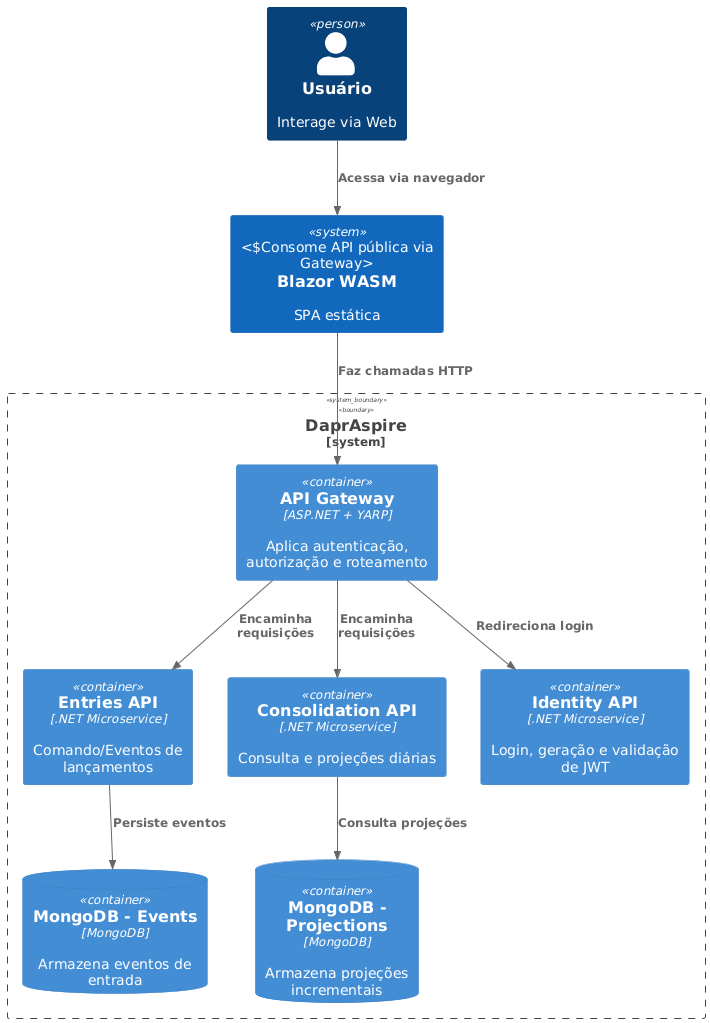 «person»
Usuário
Interage via Web
Acessa via navegador
«system»
<$Consome API pública via
Gateway>
Blazor WASM
SPA estática
Faz chamadas HTTP
«system_boundary»
«boundary»
DaprAspire
[system]
«container»
API Gateway
[ASP.NET + YARP]
Aplica autenticação,
autorização e roteamento
Encaminha
requisições
Encaminha
requisições
Redireciona login
«container»
Entries API
[.NET Microservice]
Comando/Eventos de
lançamentos
«container»
Consolidation API
[.NET Microservice]
Consulta e projeções diárias
«container»
Identity API
[.NET Microservice]
Login, geração e validação
de JWT
Persiste eventos
Consulta projeções
«container»
MongoDB - Events
[MongoDB]
Armazena eventos de
entrada
«container»
MongoDB -
Projections
[MongoDB]
Armazena projeções
incrementais